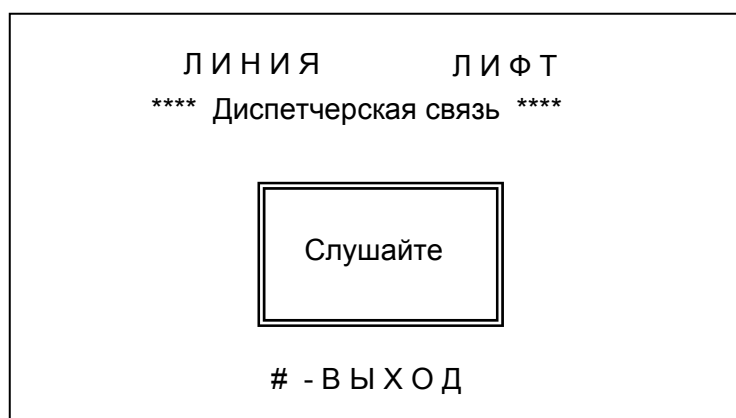 Л И Н И Я Л И Ф Т
**** Диспетчерская связь ****
Слушайте
# - В Ы Х О Д